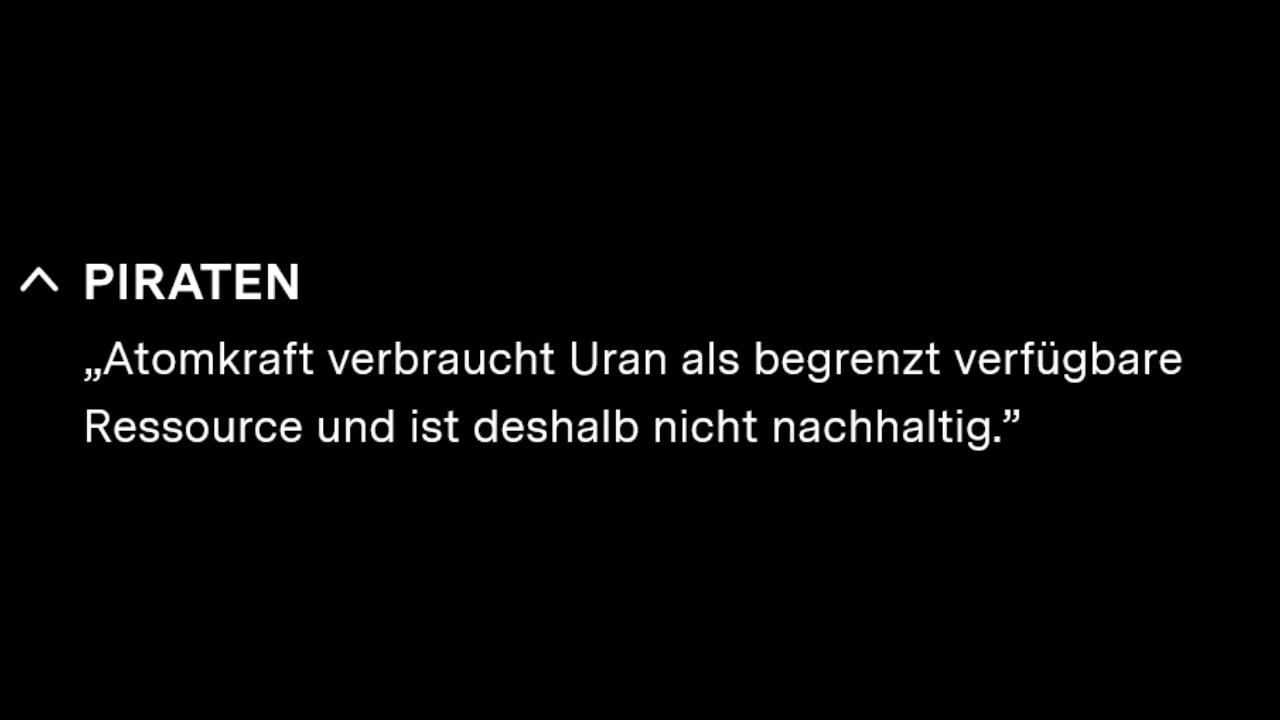 PIRATEN
„Atomkraft verbraucht Uran als begrenzt verfügbare
Ressource und ist deshalb nicht nachhaltig.”